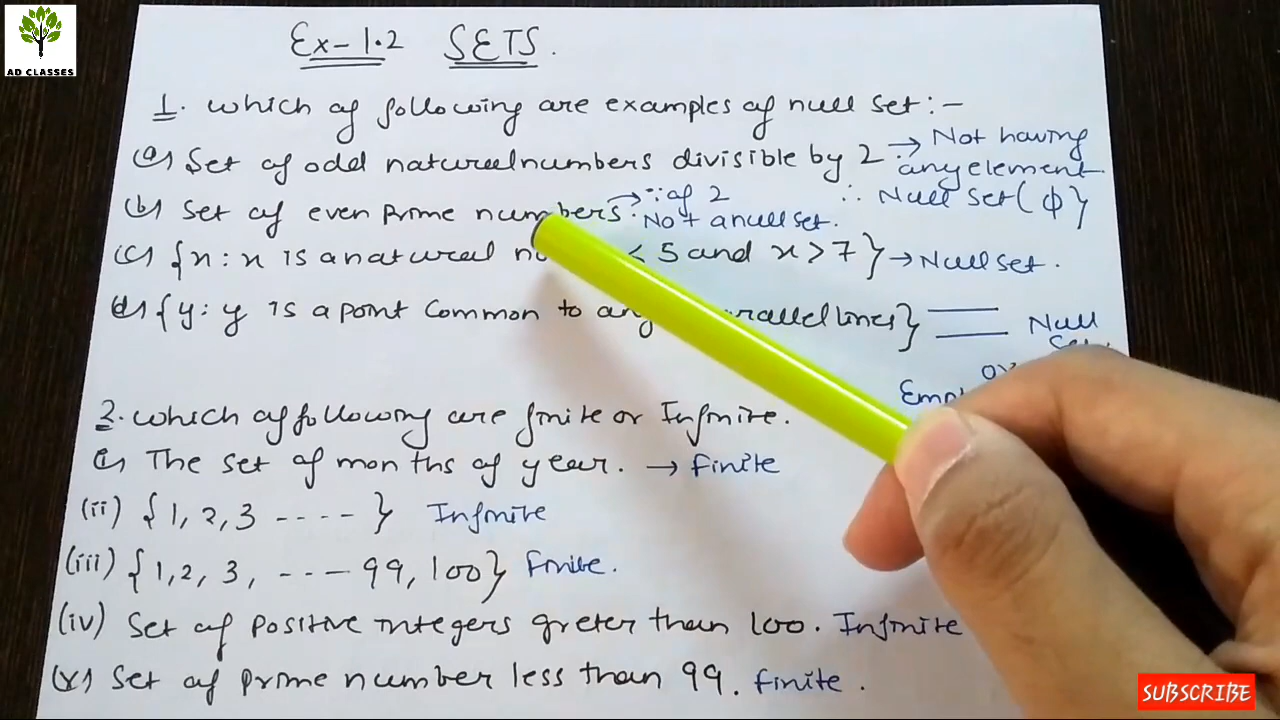 AD CLASSES
Ex-1.2 SETS.
1. Which of following are examples of null set:-
(a) Set of odd natural numbers divisible by 2. → Not having
any element
∴ Null set (ϕ}
(b) Set of even prime numbers. → ∵ of 2
Not a null set.
(c) {x : x is a natural < 5 and x > 7} → Null set.
(d) {y : y is a point common to any parallel lines} Null
or
2. Which of following are finite or Infinite.
The set of months of year. → finite
(ii) {1, 2, 3 ----- } Infinite
(iii) {1, 2, 3, --- 99, 100} finite.
(iv) Set of positive integers greter than 100. Infinite
(v) Set of prime number less than 99. finite.
SUBSCRIBE